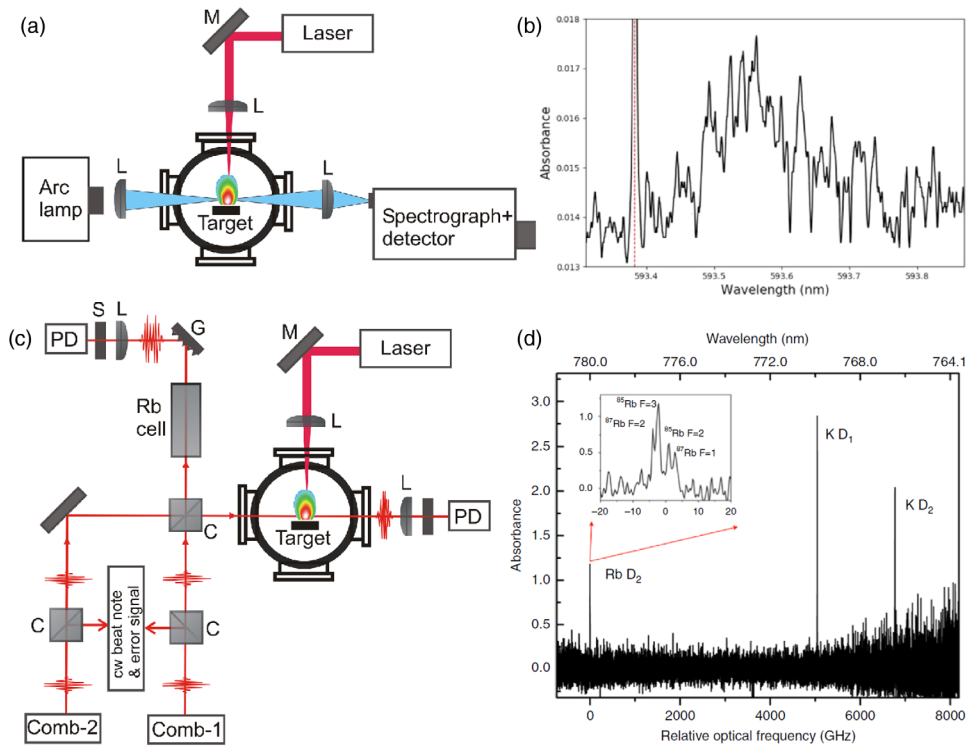 (a)
M
Laser
L
Arc
lamp
L
L
Target
Spectrograph+
detector
(b)
0.018
0.017
0.016
0.015
0.014
0.013
Absorbance
593.4
593.5
593.6
593.7
593.8
Wavelength (nm)
(c)
PD
S
L
G
Rb
cell
C
C
C
cw beat note
& error signal
Comb-2
Comb-1
M
Laser
L
Target
L
PD
(d)
Wavelength (nm)
780.0
776.0
772.0
768.0
764.1
3.0
2.5
2.0
1.5
1.0
0.5
0.0
Absorbance
1.0
0.5
0.0
⁸⁵Rb F=3
⁸⁷Rb F=2
⁸⁵Rb F=2
⁸⁷Rb F=1
−20
−10
0
10
20
K D₁
K D₂
Rb D₂
0
2000
4000
6000
8000
Relative optical frequency (GHz)